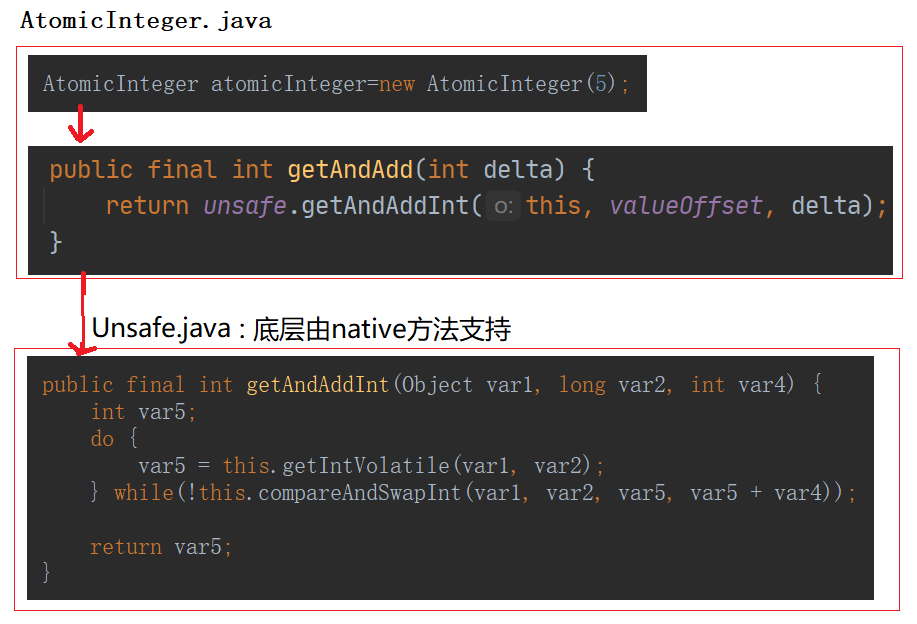 AtomicInteger.java
AtomicInteger atomicInteger=new AtomicInteger(5);
public final int getAndAdd(int delta) {
    return unsafe.getAndAddInt( o: this, valueOffset, delta);
}
Unsafe.java : 底层由native方法支持
public final int getAndAddInt(Object var1, long var2, int var4) {
    int var5;
    do {
        var5 = this.getIntVolatile(var1, var2);
    } while(!this.compareAndSwapInt(var1, var2, var5, var5 + var4));
    return var5;
}